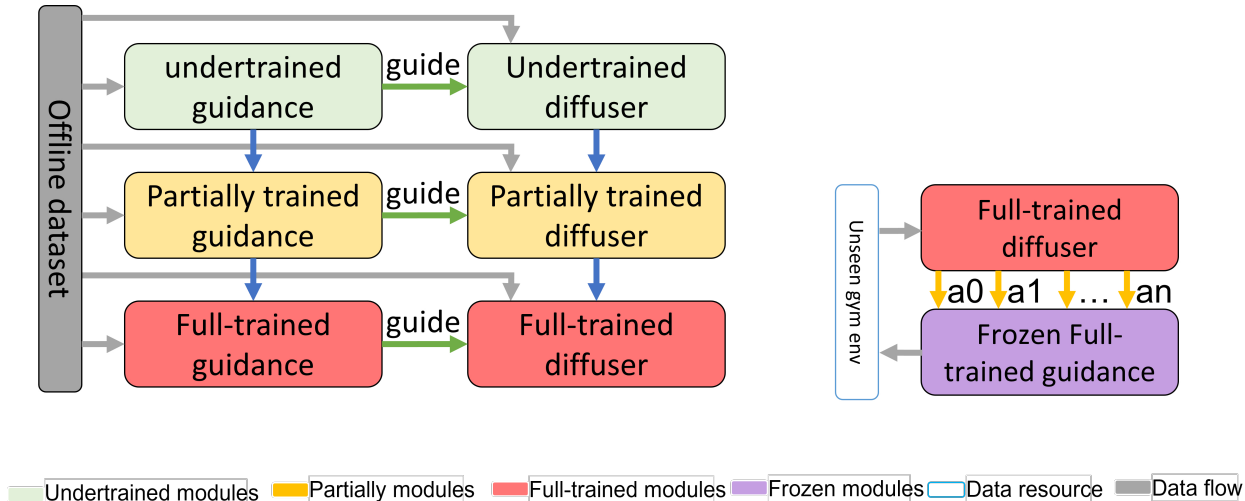 Offline dataset
undertrained
guidance
guide
Undertrained
diffuser
Partially trained
guidance
guide
Partially trained
diffuser
Full-trained
guidance
guide
Full-trained
diffuser
Unseen gym env
Full-trained
diffuser
a0 a1 ... an
Frozen Full-
trained guidance
Undertrained modules
Partially modules
Full-trained modules
Frozen modules
Data resource
Data flow